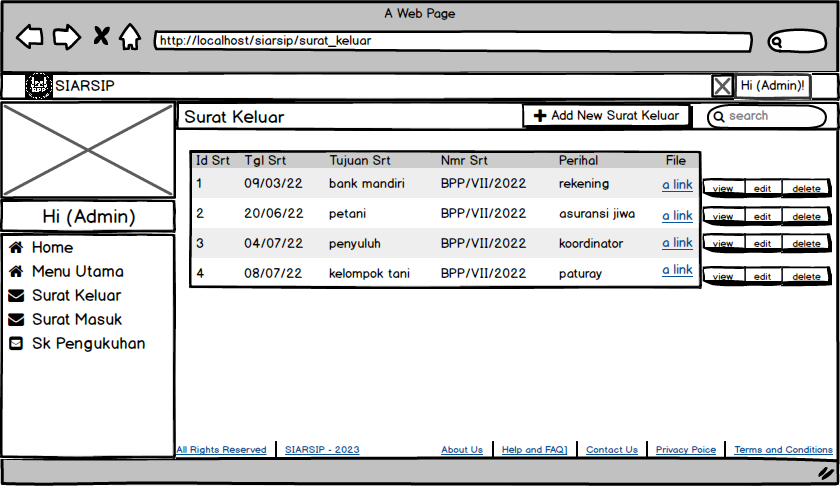 A Web Page
http://localhost/siarsip/surat_keluar
SIARSIP
Hi (Admin)!
Surat Keluar
Add New Surat Keluar
search
Hi (Admin)
Home
Menu Utama
Surat Keluar
Surat Masuk
Sk Pengukuhan
Id Srt Tgl Srt Tujuan Srt Nmr Srt Perihal File
1 09/03/22 bank mandiri BPP/VII/2022 rekening a link view edit delete
2 20/06/22 petani BPP/VII/2022 asuransi jiwa a link view edit delete
3 04/07/22 penyuluh BPP/VII/2022 koordinator a link view edit delete
4 08/07/22 kelompok tani BPP/VII/2022 paturay a link view edit delete
All Rights Reserved SIARSIP - 2023 About Us Help and FAQ] Contact Us Privacy Poice Terms and Conditions